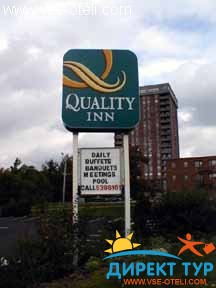 www.vse-oteli.com
QUALITY
INN
DAILY
BUFFETS
BANQUETS
MEETINGS
POOL
ДИРЕКТ ТУР
WWW.VSE-OTELI.COM